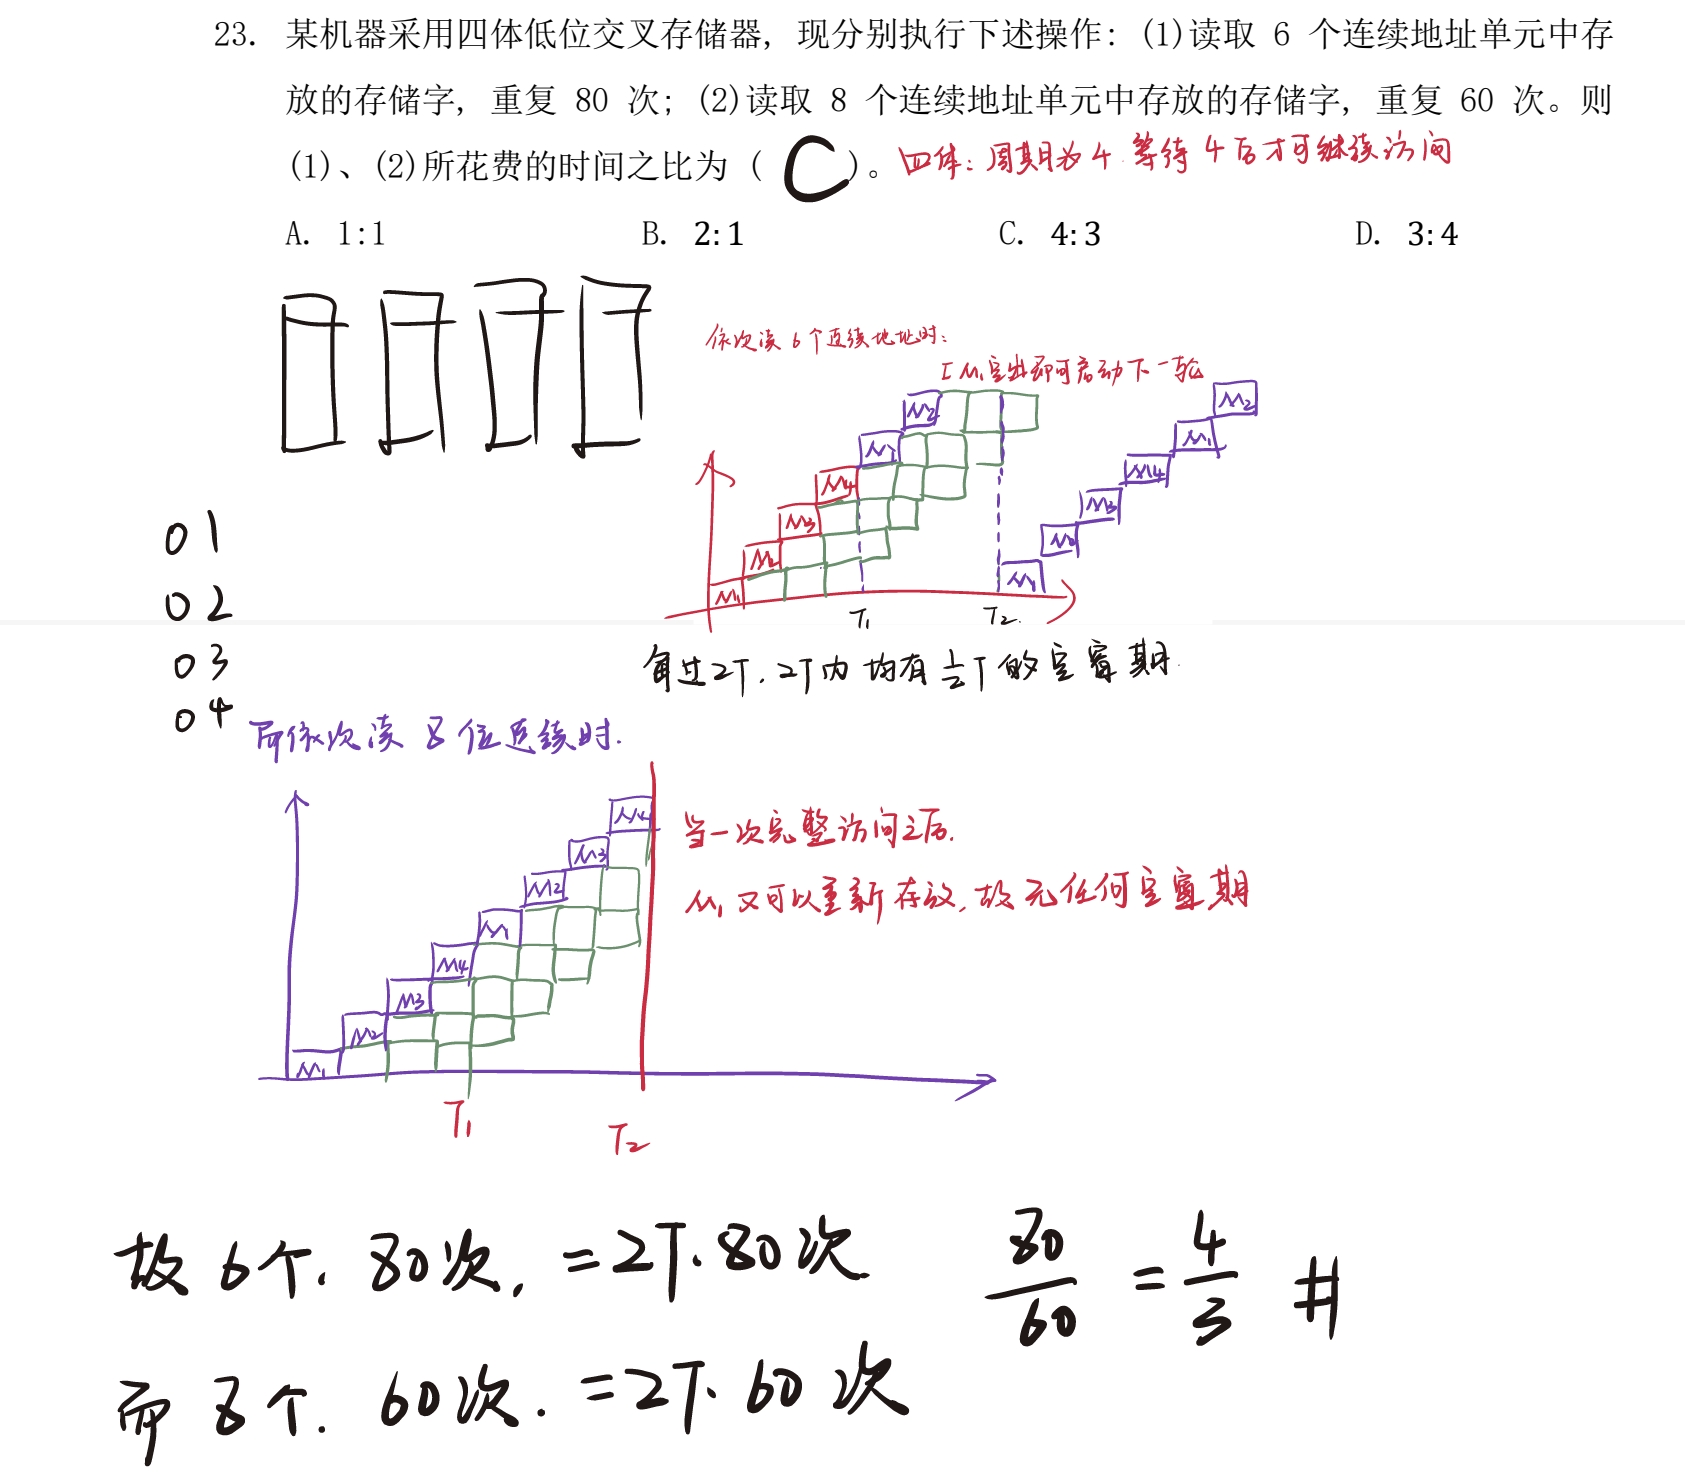 23. 某机器采用四体低位交叉存储器，现分别执行下述操作：(1)读取 6 个连续地址单元中存
放的存储字，重复 80 次；(2)读取 8 个连续地址单元中存放的存储字，重复 60 次。则
(1)、(2)所花费的时间之比为（ C ）。 四体：周期为4 等待4后才可继续访问
A. 1:1 B. 2:1 C. 4:3 D. 3:4
依次读6个连续地址时：
M1空出即可启动下一轮
M2 M2
M1 M1
M4 M4
M3 M3
M2
M1 M1
T1 T2
01
02
03
04
每过2T，2T内均有½T的空窗期
而依次读8位连续时.
M4
M3
M2
M1
M4
M3
M2
M1
T1 T2
当一次完整访问之后.
M1又可以重新存放，故无任何空窗期
故6个. 80次, =2T·80次 80/60 = 4/3 #
而8个. 60次. =2T·60次